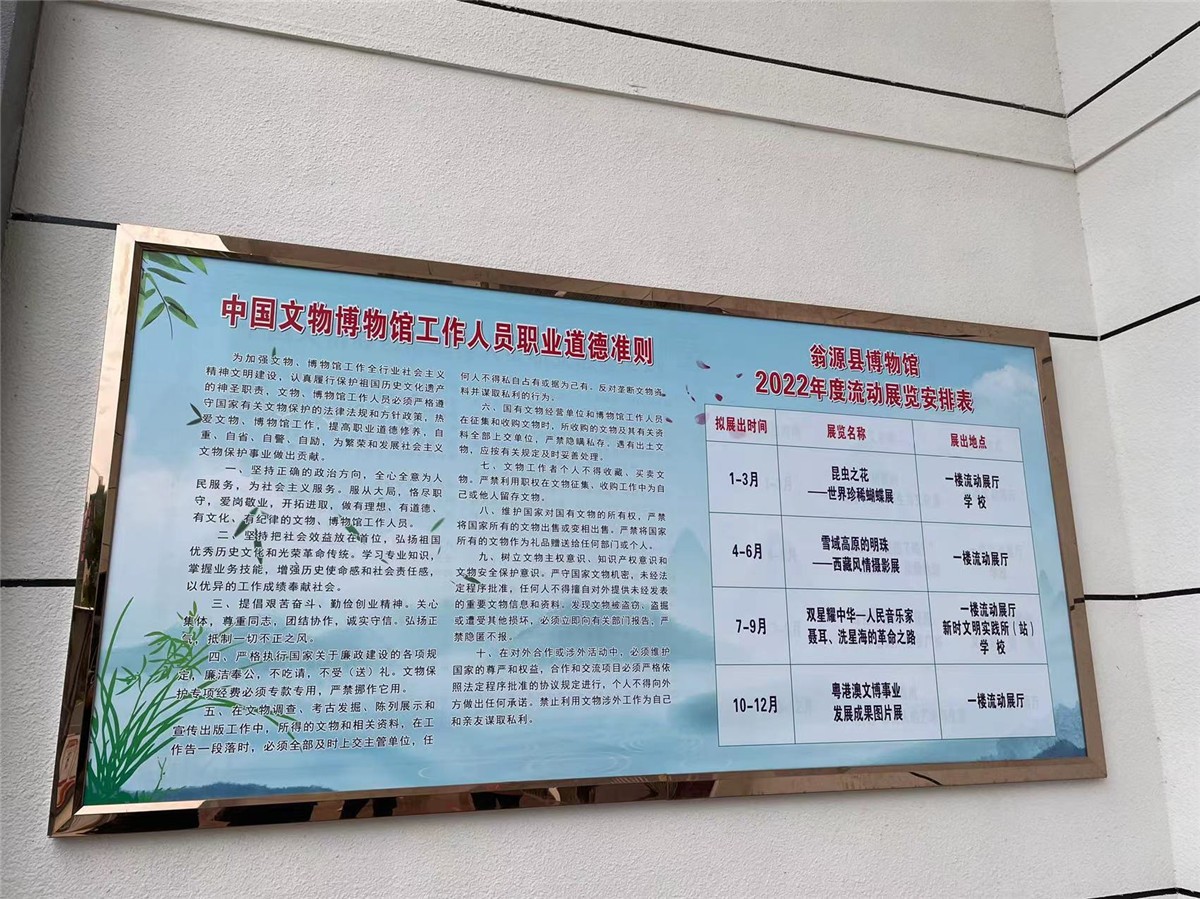 中国文物博物馆工作人员职业道德准则
为加强文物、博物馆工作全行业社会主义
精神文明建设，认真履行保护祖国历史文化遗产
的神圣职责，文物、博物馆工作人员必须严格遵
守国家有关文物保护的法律法规和方针政策，热
爱文物、博物馆工作，提高职业道德修养，自
重、自省、自警、自励，为繁荣和发展社会主义
文物保护事业做出贡献。
一、坚持正确的政治方向，全心全意为人
民服务，为社会主义服务。服从大局，恪尽职
守，爱岗敬业，开拓进取，做有理想、有道德、
有文化、有纪律的文物、博物馆工作人员。
二、坚持把社会效益放在首位，弘扬祖国
优秀历史文化和光荣革命传统。学习专业知识，
掌握业务技能，增强历史使命感和社会责任感，
以优异的工作成绩奉献社会。
三、提倡艰苦奋斗、勤俭创业精神。关心
集体，尊重同志，团结协作，诚实守信。弘扬正
气，抵制一切不正之风。
四、严格执行国家关于廉政建设的各项规
定，廉洁奉公，不吃请，不受（送）礼。文物保
护专项经费必须专款专用，严禁挪作它用。
五、在文物调查、考古发掘、陈列展示和
宣传出版工作中，所得的文物和相关资料，在工
作告一段落时，必须全部及时上交主管单位，任
何人不得私自占有或据为己有。反对垄断文物资
料并谋取私利的行为。
六、国有文物经营单位和博物馆工作人员
在征集和收购文物时，所收购的文物及其有关资
料全部上交单位，严禁隐瞒私存。遇有出土文
物，应按有关规定及时妥善处理。
七、文物工作者个人不得收藏、买卖文
物。严禁利用职权在文物征集、收购工作中为自
己或他人留存文物。
八、维护国家对国有文物的所有权，严禁
将国家所有的文物出售或变相出售。严禁将国家
所有的文物作为礼品赠送给任何部门或个人。
九、树立文物主权意识、知识产权意识和
文物安全保护意识。严守国家文物机密，未经法
定程序批准，任何人不得擅自对外提供未经发表
的重要文物信息和资料。发现文物被盗窃、盗掘
或遭受其他损坏，必须立即向有关部门报告，严
禁隐匿不报。
十、在对外合作或涉外活动中，必须维护
国家的尊严和权益，合作和交流项目必须严格依
照法定程序批准的协议规定进行，个人不得向外
方做出任何承诺。禁止利用文物涉外工作为自己
和亲友谋取私利。
翁源县博物馆
2022年度流动展览安排表
拟展出时间 展览名称 展出地点
1-3月 昆虫之花 一楼流动展厅
——世界珍稀蝴蝶展 学 校
4-6月 雪域高原的明珠 一楼流动展厅
——西藏风情摄影展
7-9月 双星耀中华—人民音乐家 一楼流动展厅
聂耳、冼星海的革命之路 新时文明实践所（站）
学 校
10-12月 粤港澳文博事业 一楼流动展厅
发展成果图片展